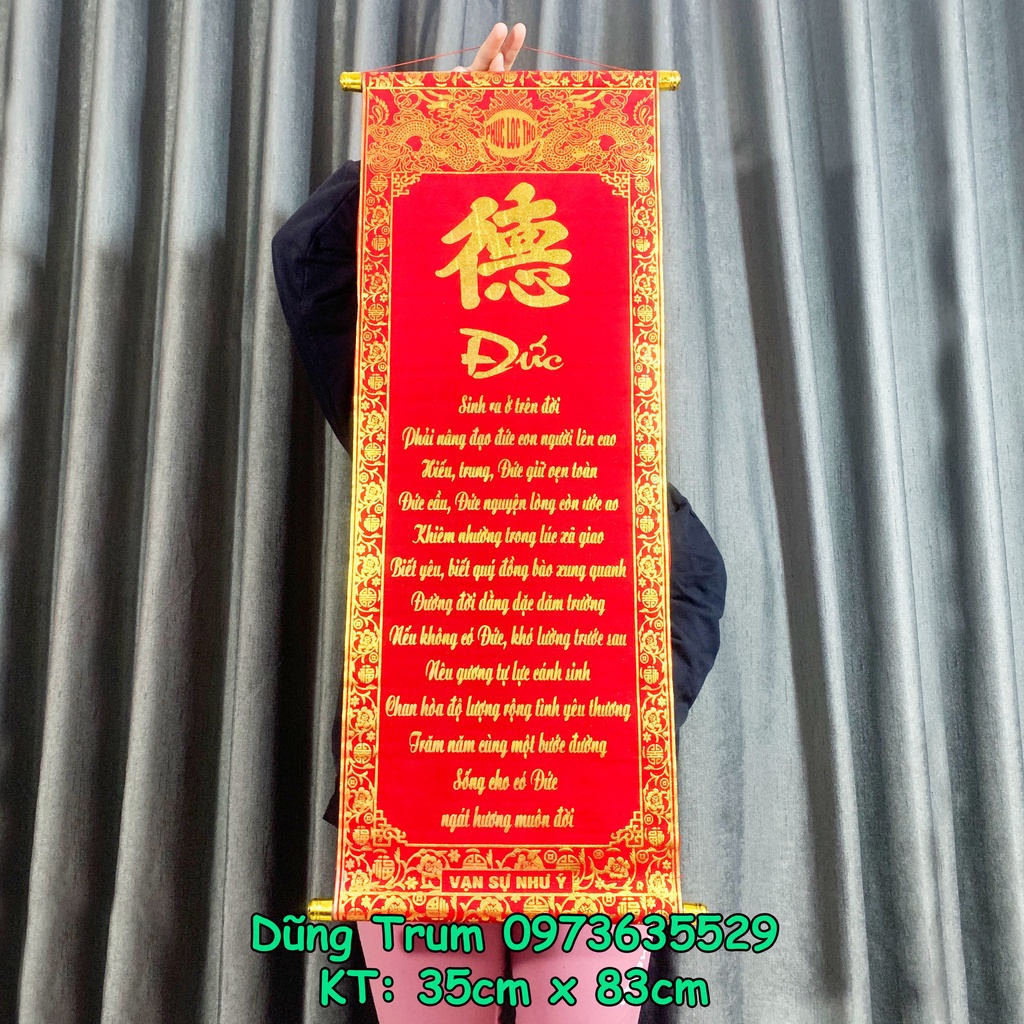 PHÚC LỘC THỌ
德
Đức
Sinh ra ở trên đời
Phải nâng đạo đức con người lên cao
Hiếu, trung, Đức giữ vẹn toàn
Đức cầu, Đức nguyện lòng còn ước ao
Khiêm nhường trong lúc xã giao
Biết yêu, biết quý đồng bào xung quanh
Đường đời dằng dặc dăm trường
Nếu không có Đức, khó lường trước sau
Nêu gương tự lực cánh sinh
Chan hòa độ lượng rộng tình yêu thương
Trăm năm cùng một bước đường
Sống cho có Đức
ngát hương muôn đời
VẠN SỰ NHƯ Ý
Dũng Trum 0973635529
KT: 35cm x 83cm